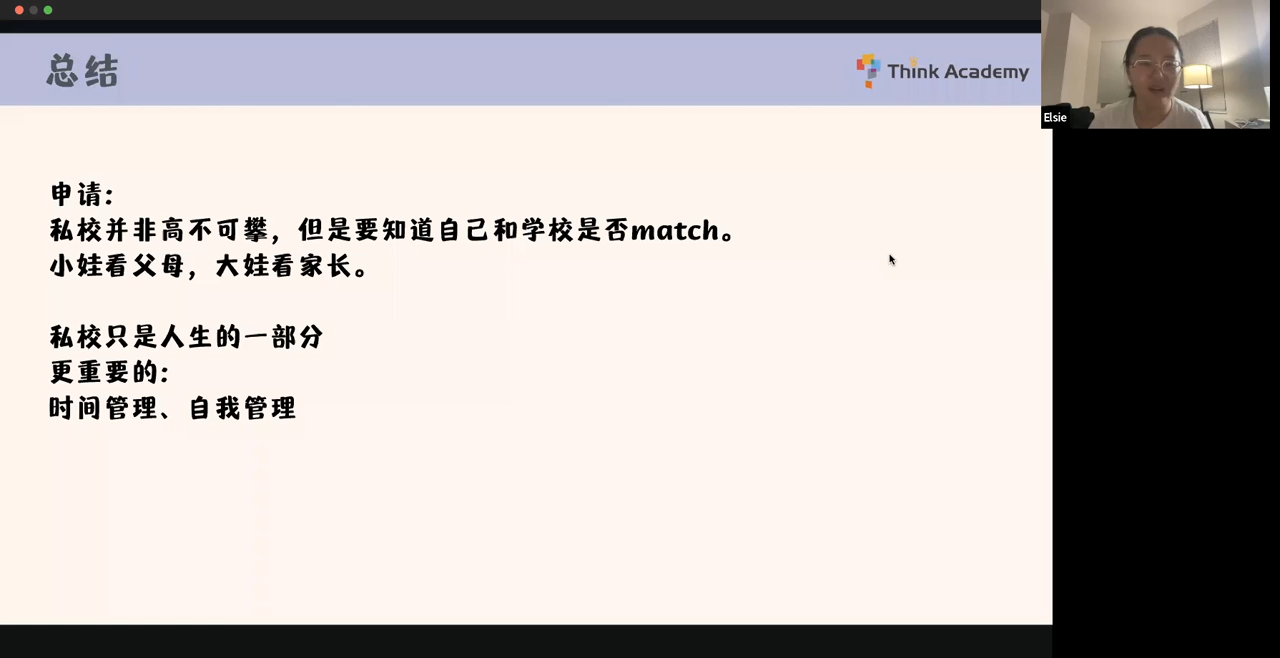 总结
Think Academy
Elsie
申请：
私校并非高不可攀，但是要知道自己和学校是否match。
小娃看父母，大娃看家长。
私校只是人生的一部分
更重要的：
时间管理、自我管理